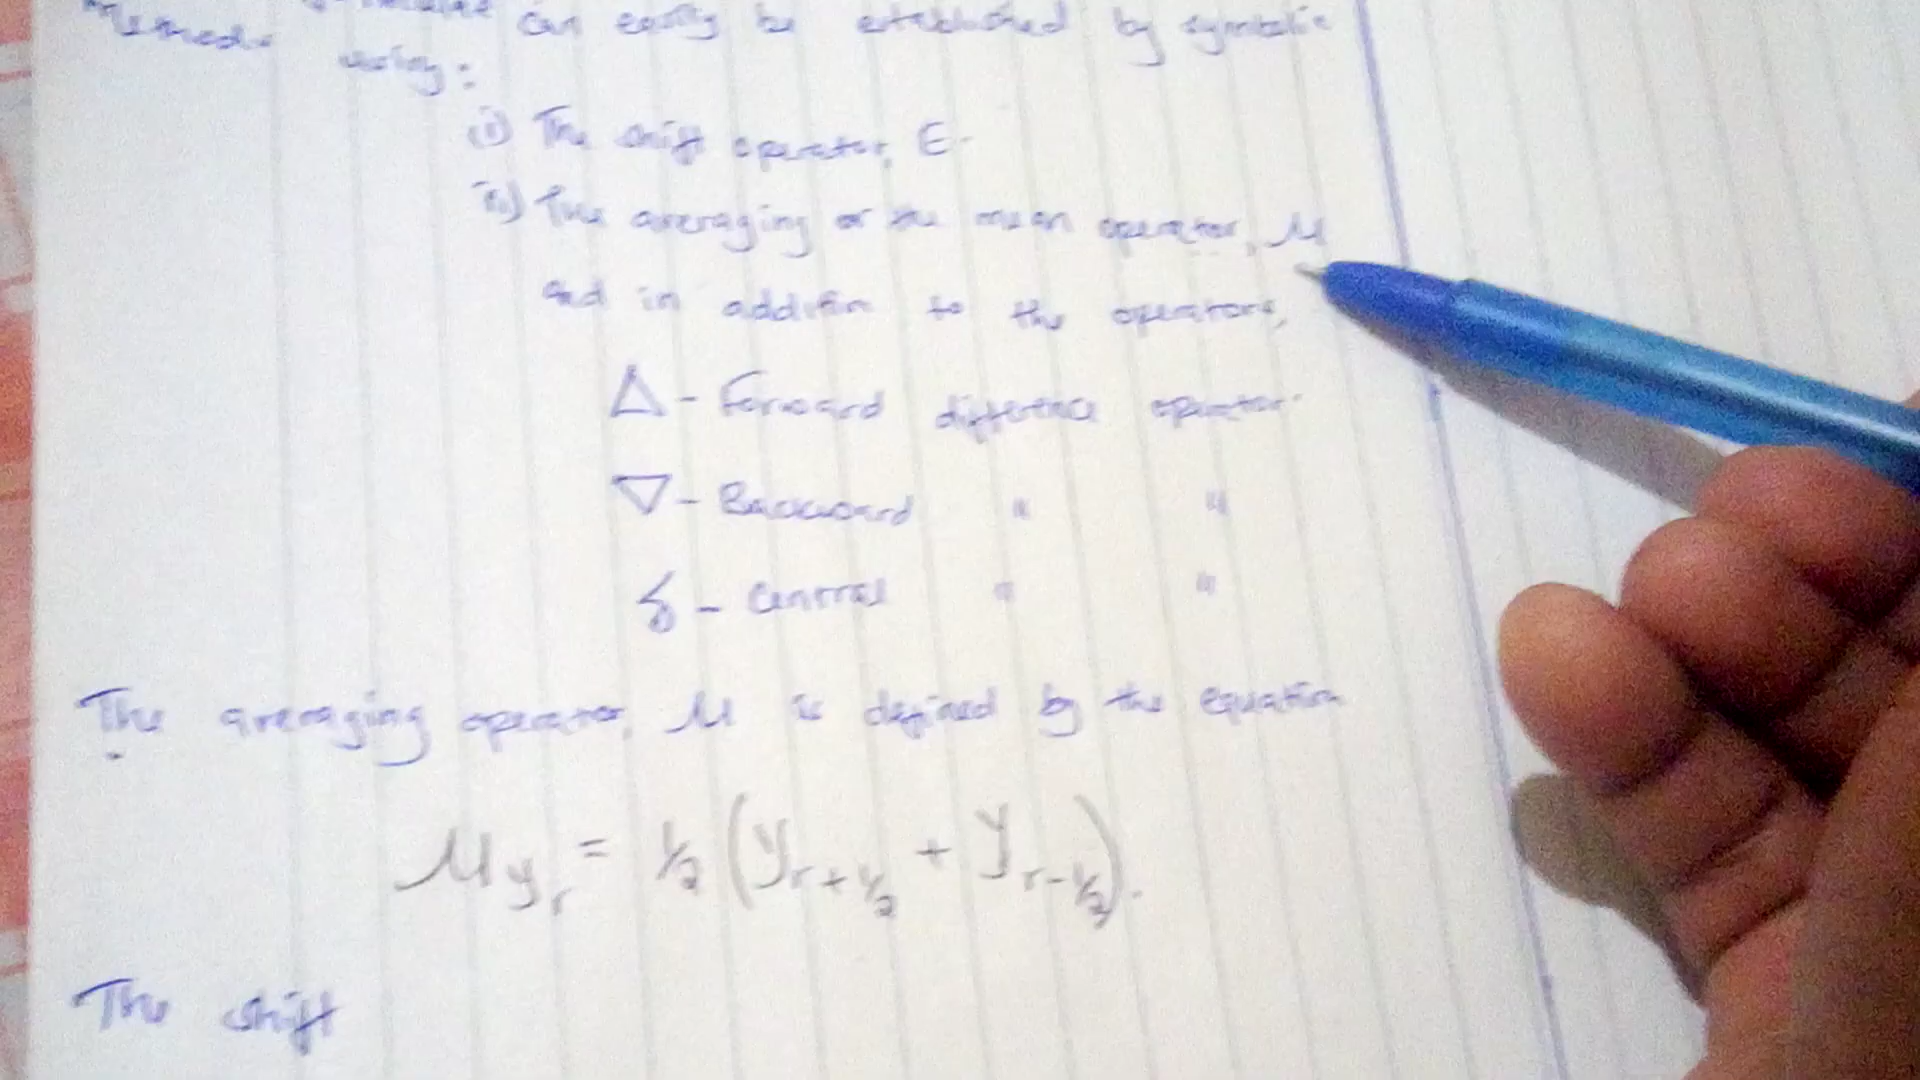 can easily be established by symbolic
Methods using:
(i) The shift operator, E.
ii) The averaging or the mean operator, μ
and in addition to the operators,
Δ - Forward difference operator.
∇ - Backward " "
δ - Central " "
The averaging operator, μ is defined by the equation
μy_r = 1/2 (y_{r+1/2} + y_{r-1/2}).
The shift